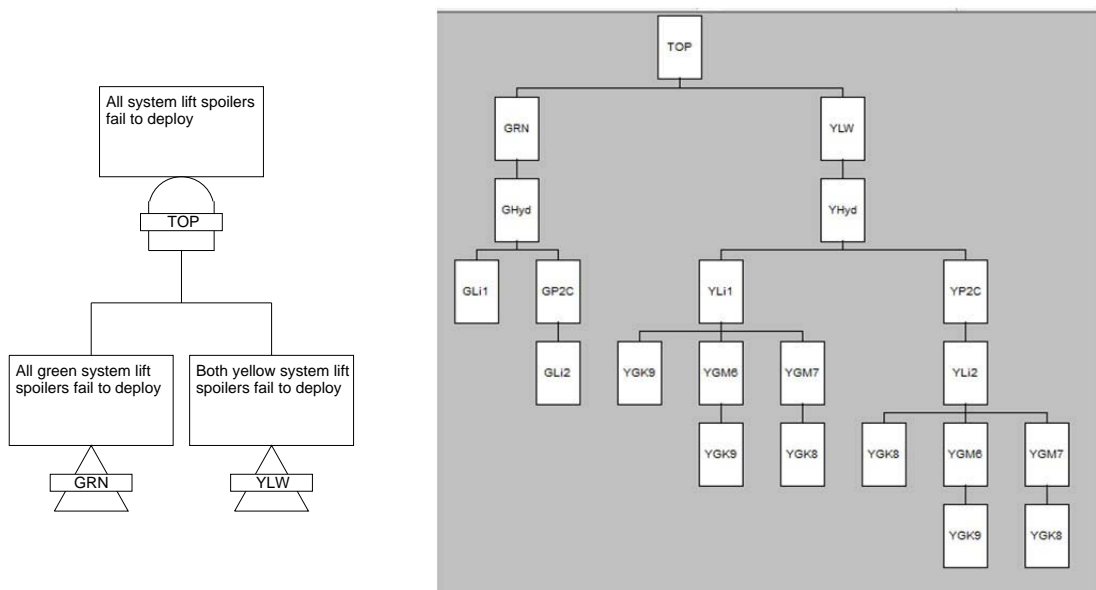 All system lift spoilers
fail to deploy
TOP
All green system lift
spoilers fail to deploy
Both yellow system lift
spoilers fail to deploy
GRN
YLW
TOP
GRN
YLW
GHyd
YHyd
GLi1
GP2C
YLi1
YP2C
GLi2
YGK9
YGM6
YGM7
YLi2
YGK9
YGK8
YGK8
YGM6
YGM7
YGK9
YGK8